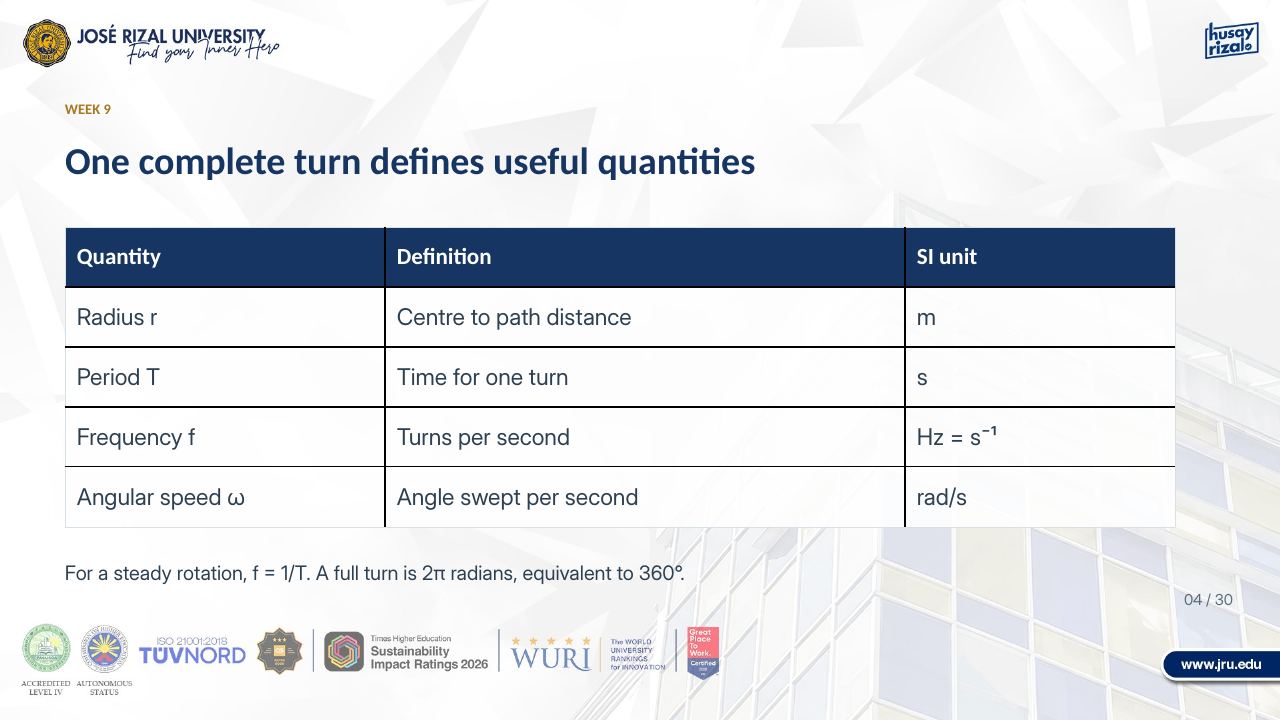 JOSÉ RIZAL UNIVERSITY
Find your Inner Hero
husay
rizal
WEEK 9
One complete turn defines useful quantities
Quantity Definition SI unit
Radius r Centre to path distance m
Period T Time for one turn s
Frequency f Turns per second Hz = s⁻¹
Angular speed ω Angle swept per second rad/s
For a steady rotation, f = 1/T. A full turn is 2π radians, equivalent to 360°.
04 / 30
ACCREDITED
LEVEL IV
AUTONOMOUS
STATUS
ISO 21001:2018
TÜVNORD
Times Higher Education
Sustainability
Impact Ratings 2026
WURI
The WORLD
UNIVERSITY
RANKINGS
for INNOVATION
Great
Place
To
Work.
Certified
www.jru.edu